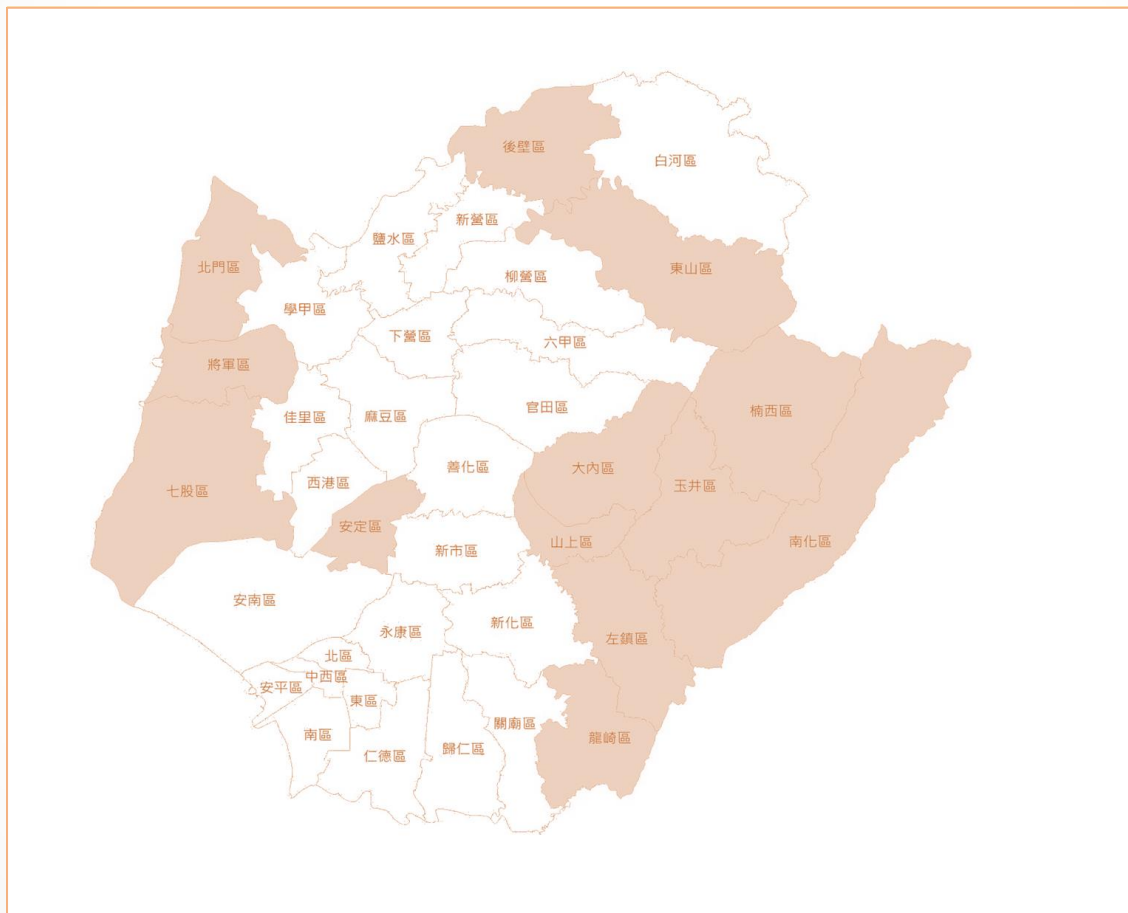 後壁區
白河區
新營區
鹽水區
北門區
東山區
柳營區
學甲區
下營區
六甲區
將軍區
官田區
楠西區
佳里區
麻豆區
善化區
大內區
西港區
玉井區
七股區
安定區
山上區
南化區
新市區
安南區
新化區
永康區
左鎮區
北區
中西區
安平區
東區
關廟區
南區
龍崎區
歸仁區
仁德區